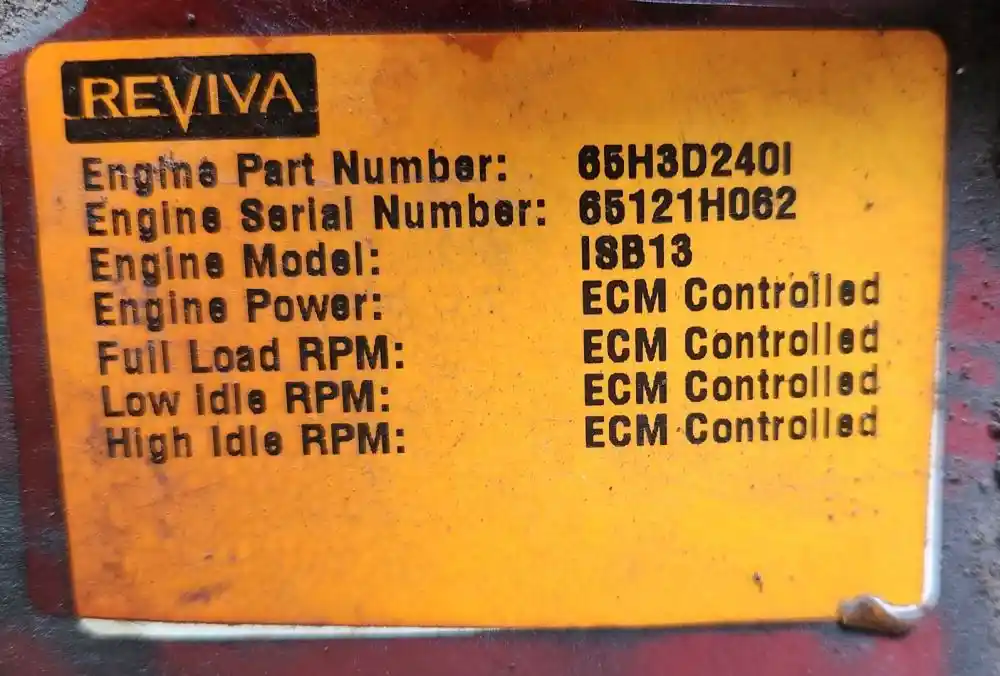 REVIVA
Engine Part Number: 65H3D240I
Engine Serial Number: 65121H062
Engine Model: ISB13
Engine Power: ECM Controlled
Full Load RPM: ECM Controlled
Low Idle RPM: ECM Controlled
High Idle RPM: ECM Controlled